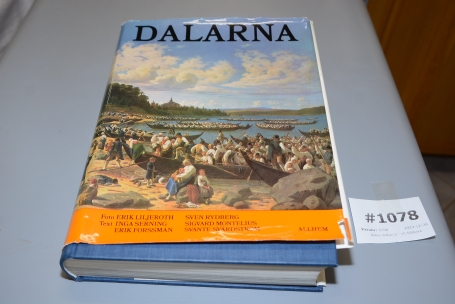 DALARNA
Foto ERIK LILJEROTH
Text INGA SERNING
ERIK FORSSMAN
SVEN RYDBERG
SIGVARD MONTELIUS
SVANTE SVÄRDSTRÖM
ALLHEM
#1078